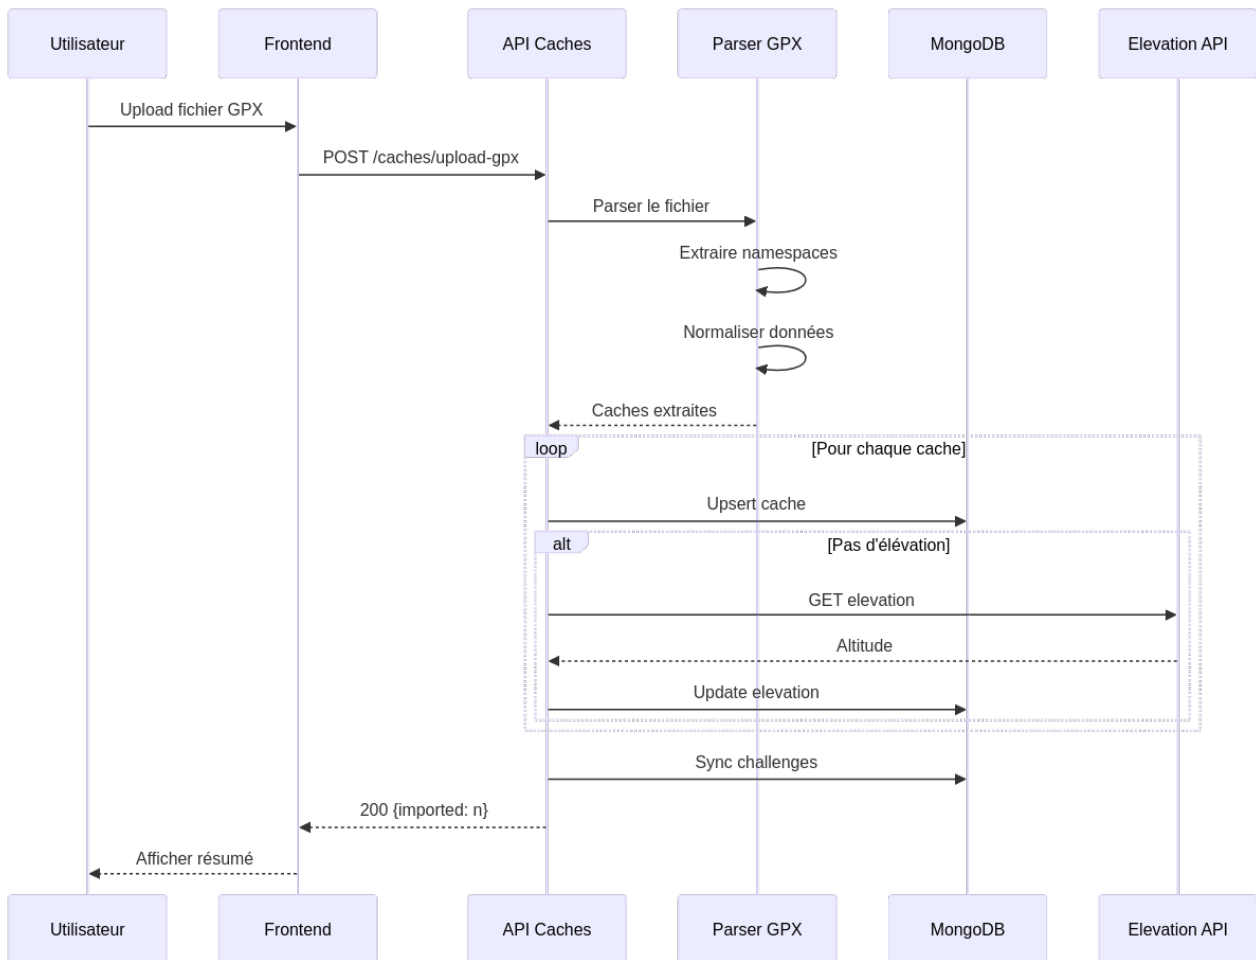 Utilisateur
Frontend
API Caches
Parser GPX
MongoDB
Elevation API
Upload fichier GPX
POST /caches/upload-gpx
Parser le fichier
Extraire namespaces
Normaliser données
Caches extraites
loop
[Pour chaque cache]
Upsert cache
alt
[Pas d'élévation]
GET elevation
Altitude
Update elevation
Sync challenges
200 {imported: n}
Afficher résumé
Utilisateur
Frontend
API Caches
Parser GPX
MongoDB
Elevation API